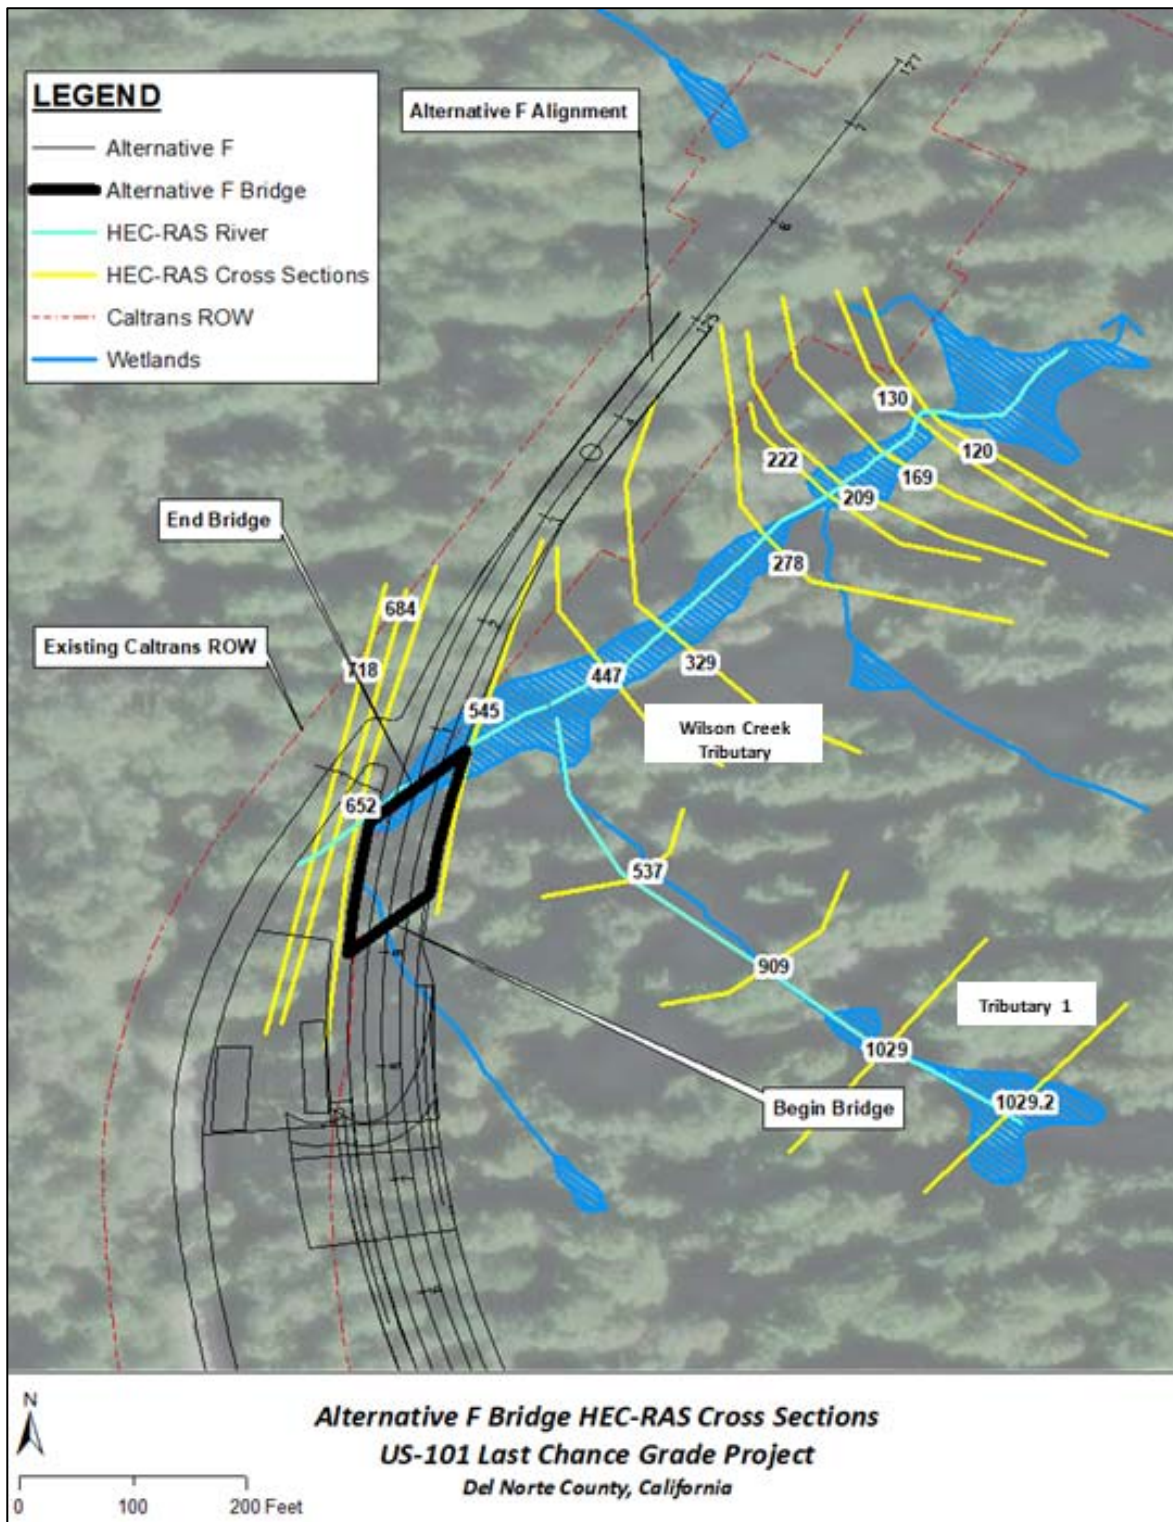 LEGEND
Alternative F
Alternative F Bridge
HEC-RAS River
HEC-RAS Cross Sections
Caltrans ROW
Wetlands
Alternative F Alignment
127
125
130
120
222
169
209
End Bridge
278
684
Existing Caltrans ROW
718
329
447
545
Wilson Creek
Tributary
652
537
909
Tributary 1
1029
1029.2
Begin Bridge
N
0
100
200 Feet
Alternative F Bridge HEC-RAS Cross Sections
US-101 Last Chance Grade Project
Del Norte County, California